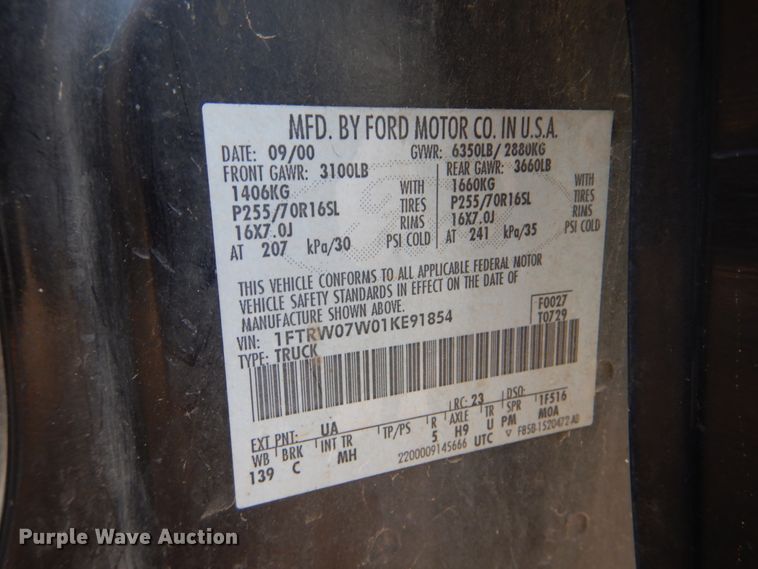 MFD. BY FORD MOTOR CO. IN U.S.A.
DATE: 09/00 GVWR: 6350LB/ 2880KG
FRONT GAWR: 3100LB REAR GAWR: 3660LB
1406KG WITH 1660KG WITH
P255/70R16SL TIRES P255/70R16SL TIRES
16X7.0J RIMS 16X7.0J RIMS
AT 207 kPa/30 PSI COLD AT 241 kPa/35 PSI COLD
THIS VEHICLE CONFORMS TO ALL APPLICABLE FEDERAL MOTOR
VEHICLE SAFETY STANDARDS IN EFFECT ON THE DATE OF
MANUFACTURE SHOWN ABOVE.
F0027
VIN: 1FTRW07W01KE91854 T0729
TYPE: TRUCK
EXT PNT: UA RC: 23 DSO:
WB BRK INT TR TP/PS R AXLE TR SPR 1F516
139 C MH 5 H9 U PM M0A
2200009145666 UTC ▽ F85B-1520472-AB
Purple Wave Auction